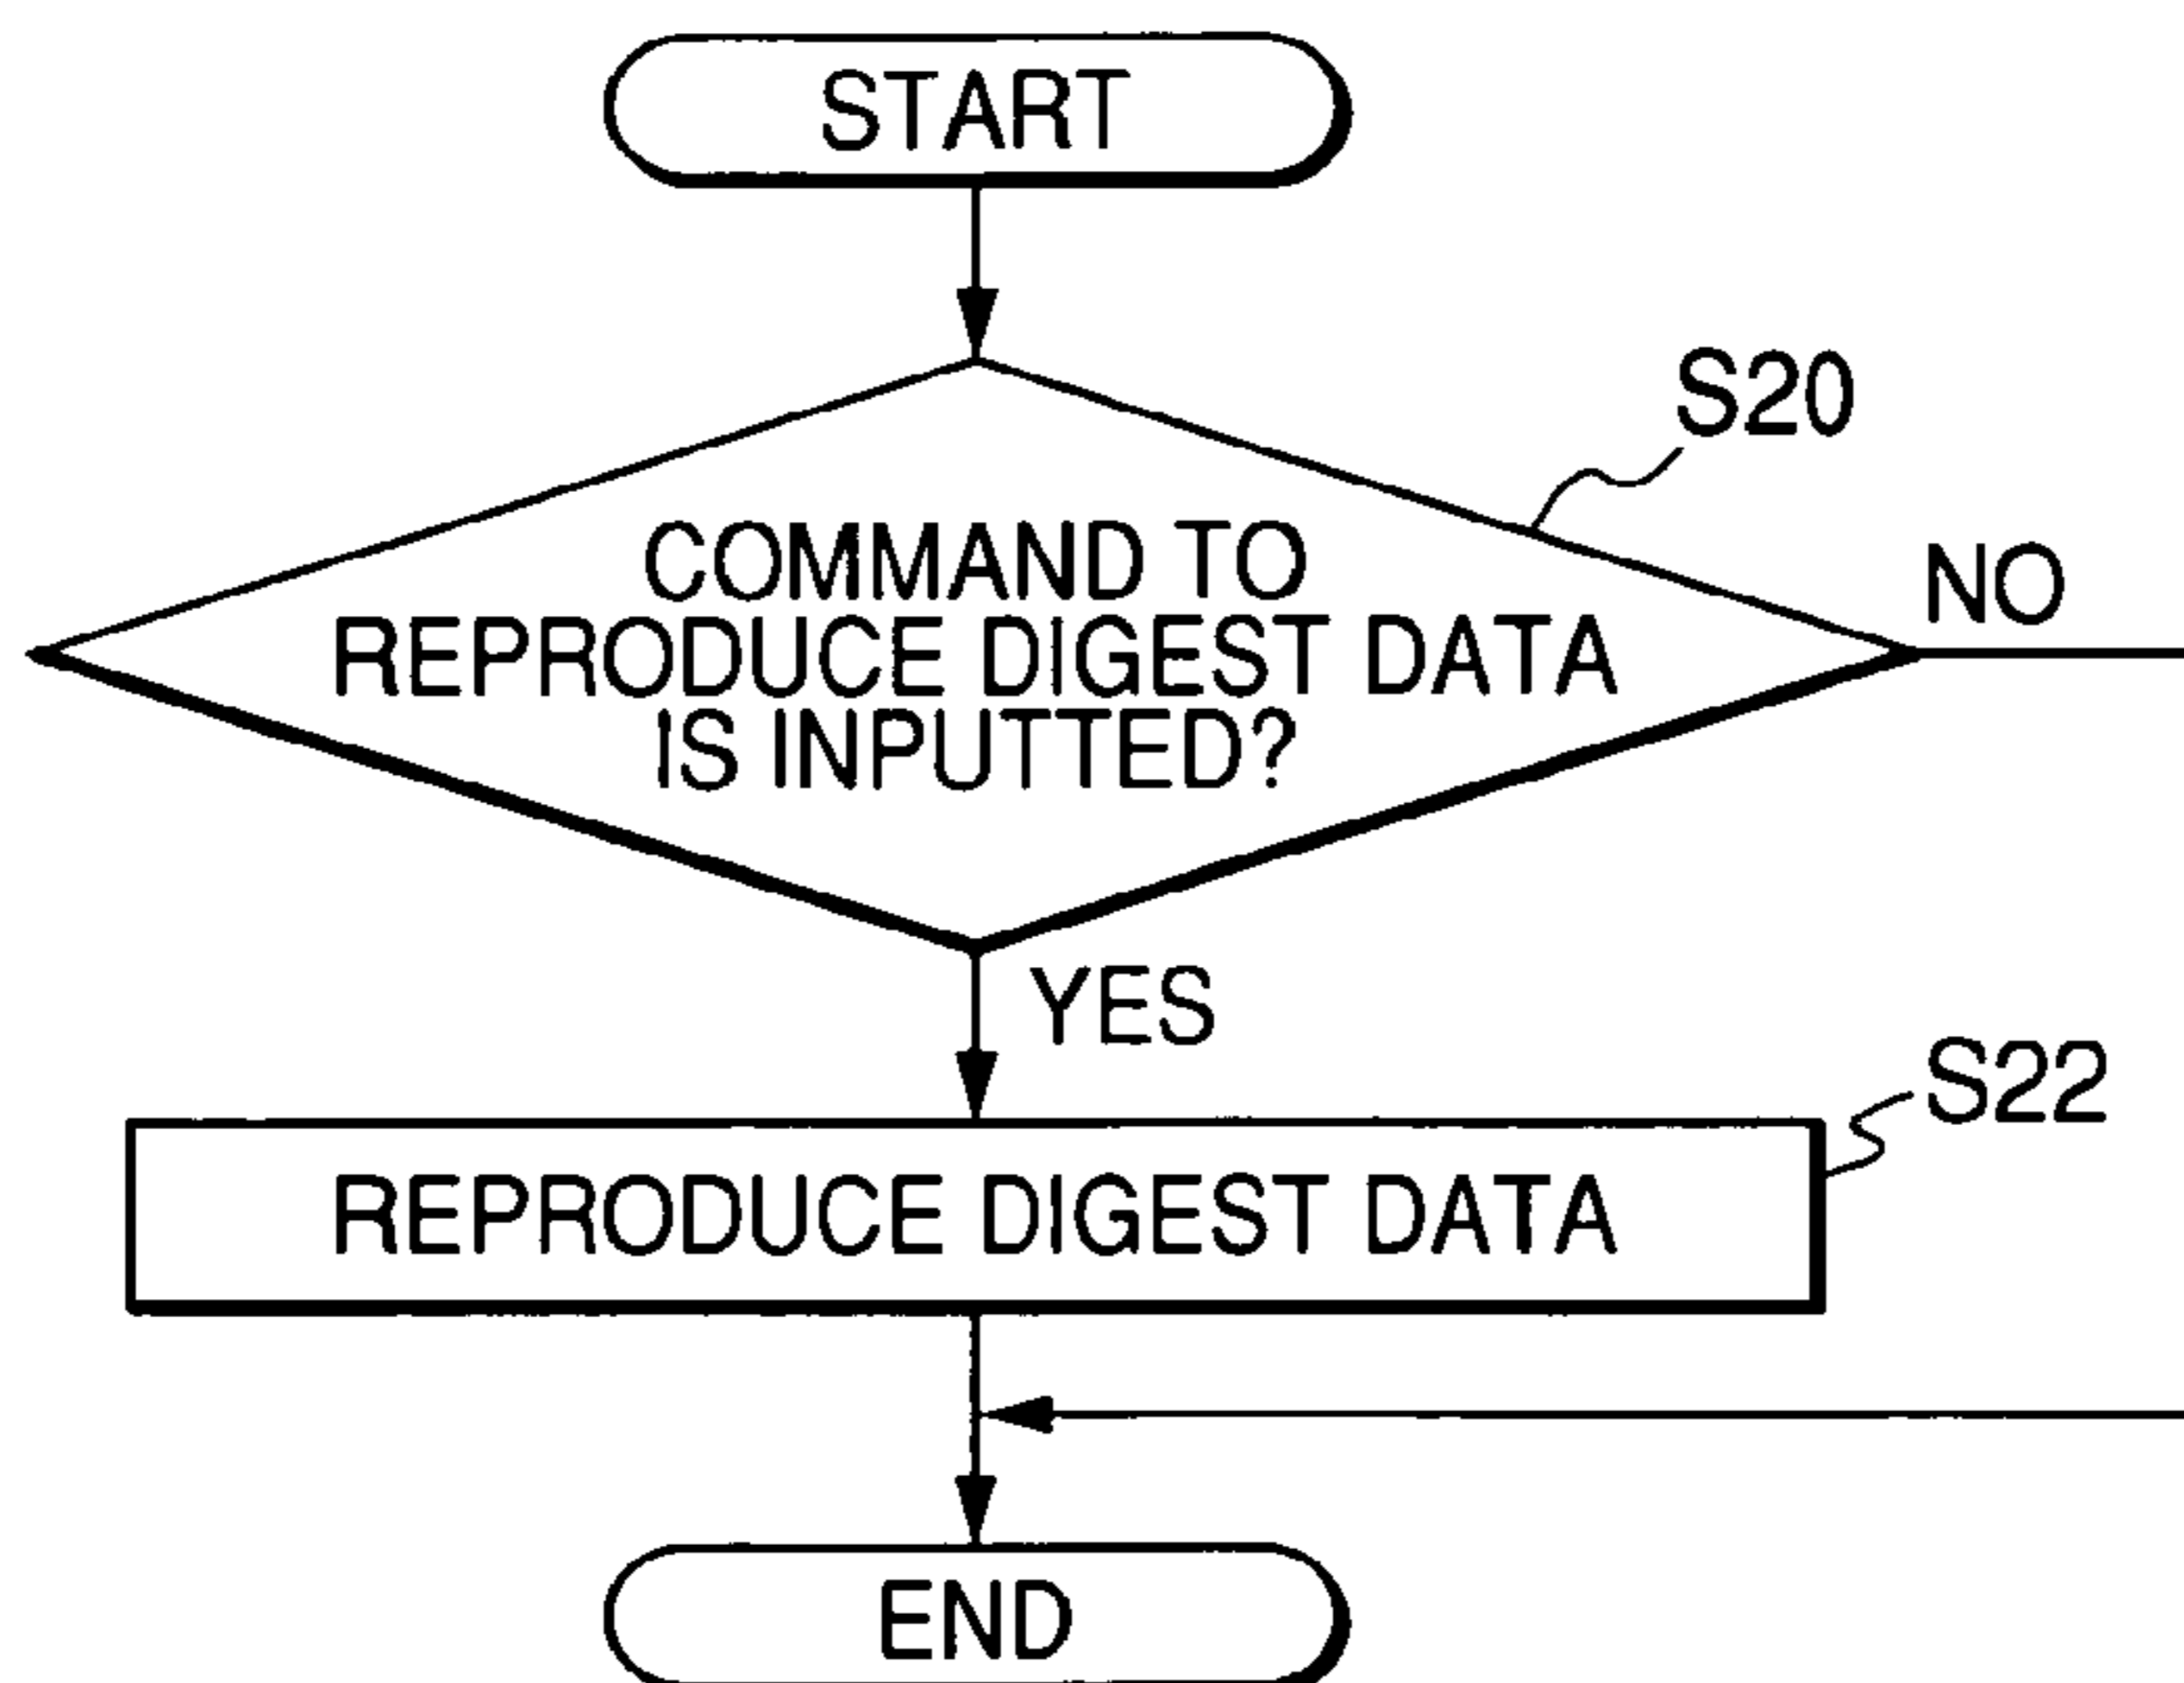 START
S20
COMMAND TO
REPRODUCE DIGEST DATA
IS INPUTTED?
NO
YES
S22
REPRODUCE DIGEST DATA
END